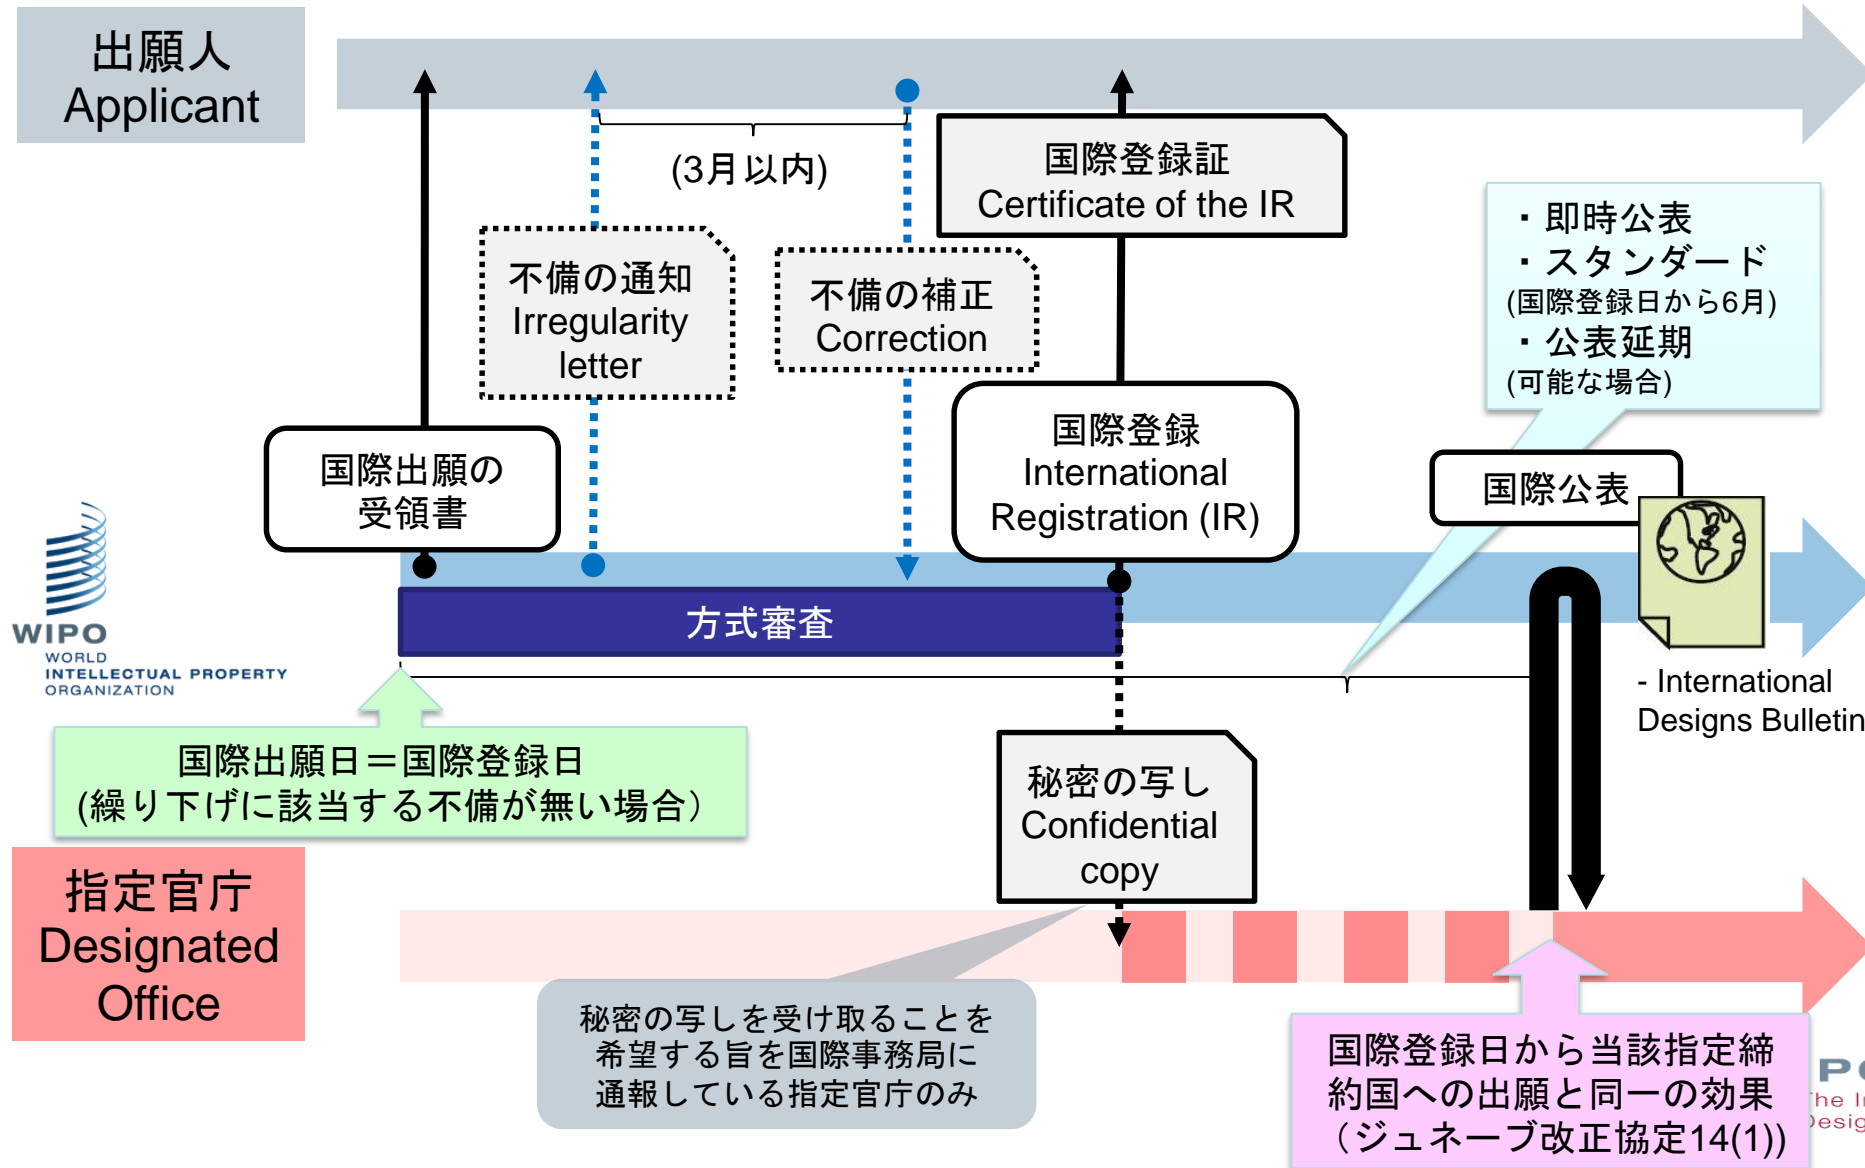 出願人
Applicant
(3月以内)
国際登録証
Certificate of the IR
・即時公表
・スタンダード
(国際登録日から6月)
・公表延期
(可能な場合)
不備の通知
Irregularity
letter
不備の補正
Correction
国際出願の
受領書
国際登録
International
Registration (IR)
国際公表
WIPO
WORLD
INTELLECTUAL PROPERTY
ORGANIZATION
方式審査
- International
Designs Bulletin
国際出願日＝国際登録日
(繰り下げに該当する不備が無い場合）
秘密の写し
Confidential
copy
指定官庁
Designated
Office
秘密の写しを受け取ることを
希望する旨を国際事務局に
通報している指定官庁のみ
国際登録日から当該指定締
約国への出願と同一の効果
（ジュネーブ改正協定14(1))